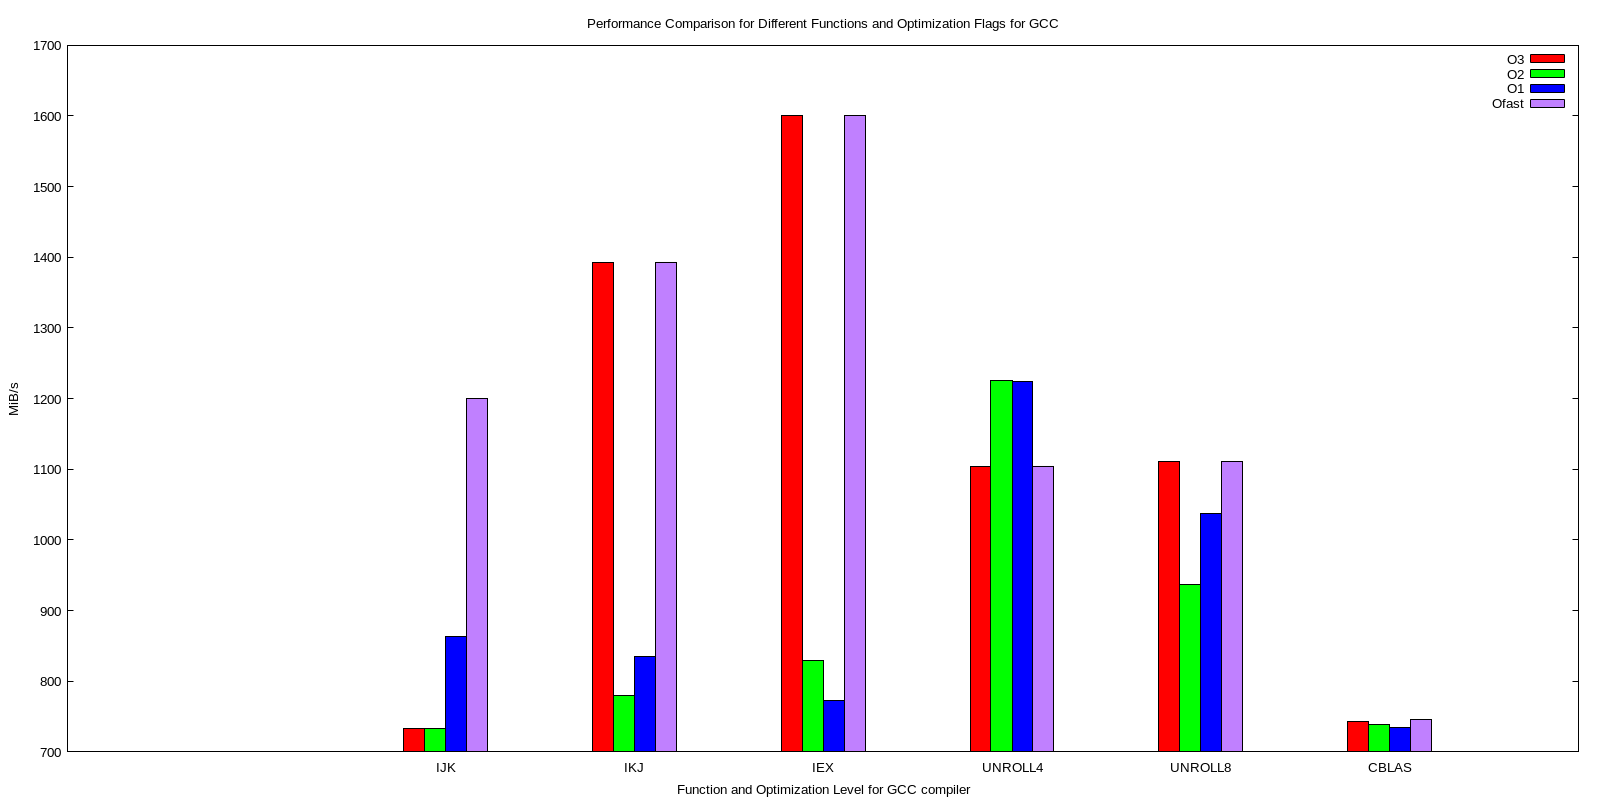 Performance Comparison for Different Functions and Optimization Flags for GCC
1700
1600
1500
1400
1300
1200
1100
1000
900
800
700
MiB/s
O3
O2
O1
Ofast
IJK IKJ IEX UNROLL4 UNROLL8 CBLAS
Function and Optimization Level for GCC compiler